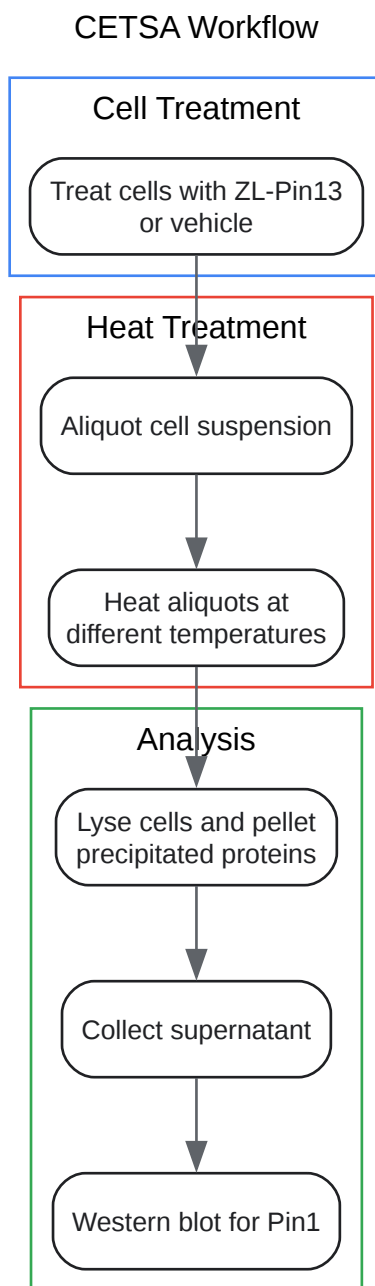 CETSA Workflow
Cell Treatment
Treat cells with ZL-Pin13
or vehicle
Heat Treatment
Aliquot cell suspension
Heat aliquots at
different temperatures
Analysis
Lyse cells and pellet
precipitated proteins
Collect supernatant
Western blot for Pin1